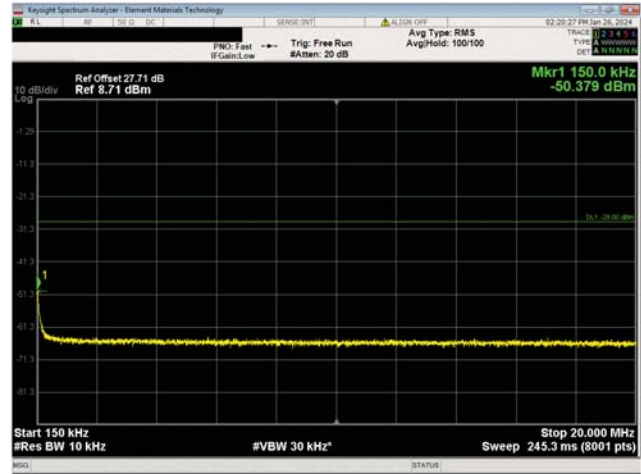 Keysight Spectrum Analyzer - Element Materials Technology
RL RF 50 Ω DC SENSE:INT ALIGN OFF 02:20:27 PM Jan 26, 2024
PNO: Fast Trig: Free Run Avg Type: RMS TRACE 1 2 3 4 5 6
IFGain:Low #Atten: 20 dB Avg|Hold: 100/100 TYPE A WWWWW
DET A N N N N N
Mkr1 150.0 kHz
-50.379 dBm
Ref Offset 27.71 dB
10 dB/div Ref 8.71 dBm
Log
-1.29
-11.3
-21.3
DL1 -29.00 dBm
-31.3
-41.3
1
-51.3
-61.3
-71.3
-81.3
Start 150 kHz Stop 20.000 MHz
#Res BW 10 kHz #VBW 30 kHz* Sweep 245.3 ms (8001 pts)
MSG STATUS